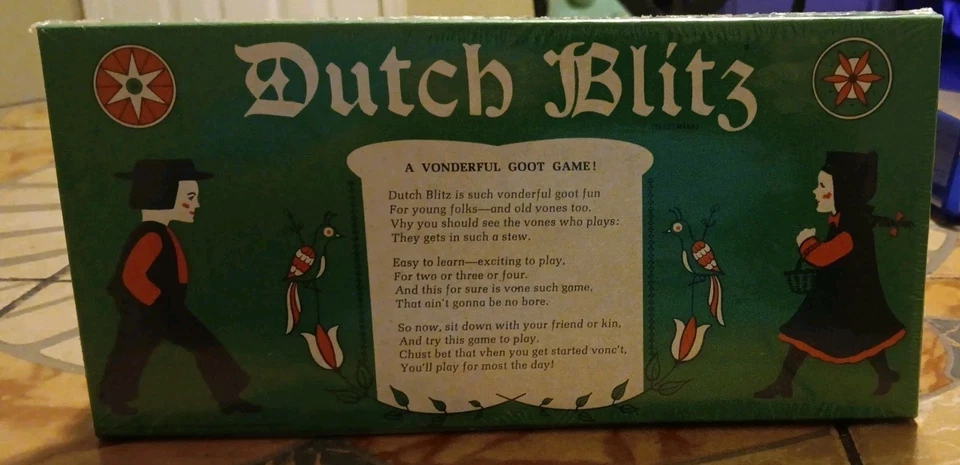 Dutch Blitz
TRADEMARK
A VONDERFUL GOOT GAME!
Dutch Blitz is such vonderful goot fun
For young folks—and old vones too.
Vhy you should see the vones who plays:
They gets in such a stew.
Easy to learn—exciting to play,
For two or three or four.
And this for sure is vone such game,
That ain't gonna be no bore.
So now, sit down with your friend or kin,
And try this game to play.
Chust bet that vhen you get started vonc't,
You'll play for most the day!